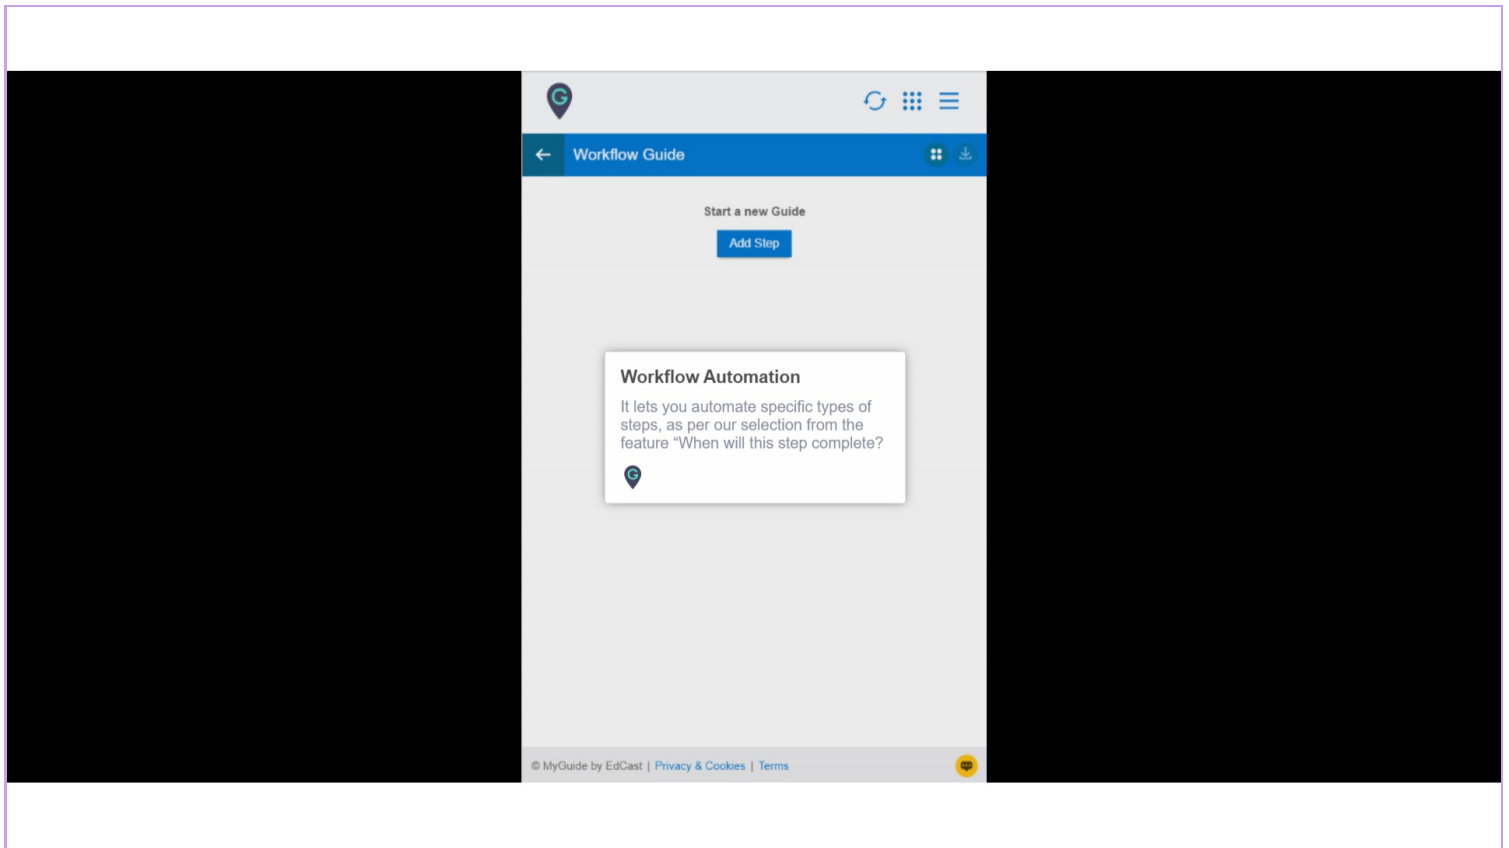 G
Workflow Guide
Start a new Guide
Add Step
Workflow Automation
It lets you automate specific types of
steps, as per our selection from the
feature “When will this step complete?
G
© MyGuide by EdCast | Privacy & Cookies | Terms